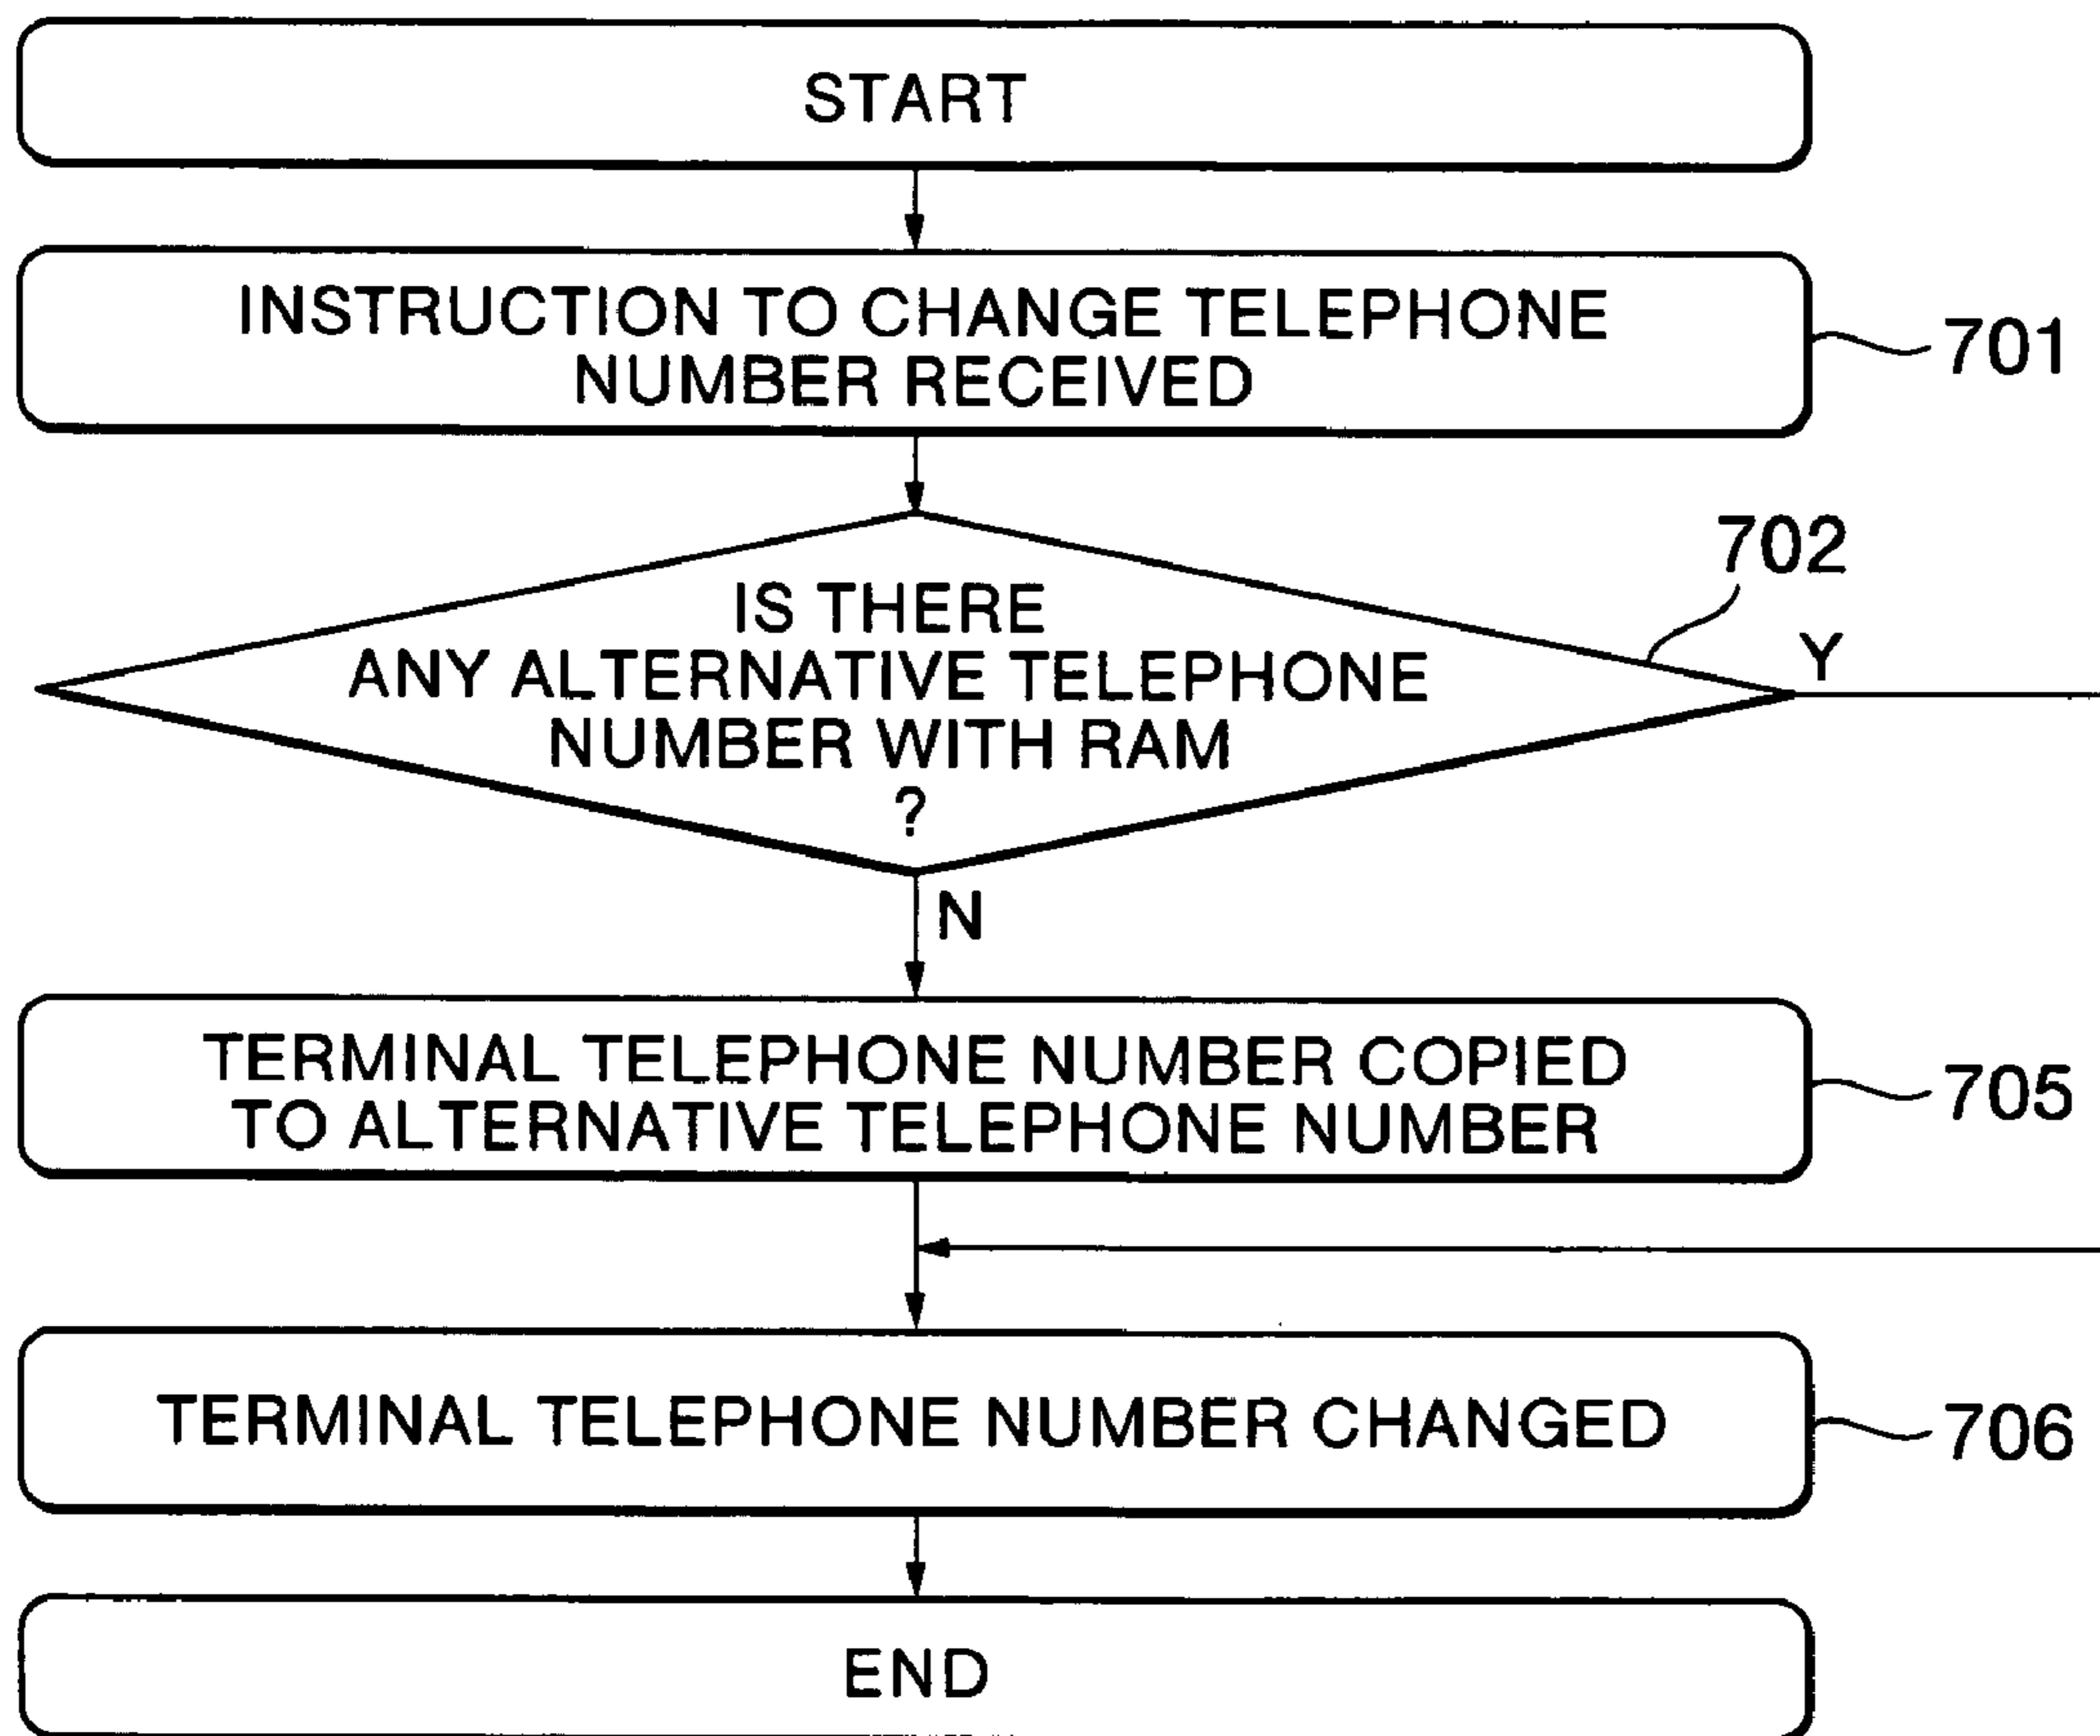 START
INSTRUCTION TO CHANGE TELEPHONE
NUMBER RECEIVED
701
702
IS THERE
ANY ALTERNATIVE TELEPHONE
NUMBER WITH RAM
?
Y
N
TERMINAL TELEPHONE NUMBER COPIED
TO ALTERNATIVE TELEPHONE NUMBER
705
TERMINAL TELEPHONE NUMBER CHANGED
706
END